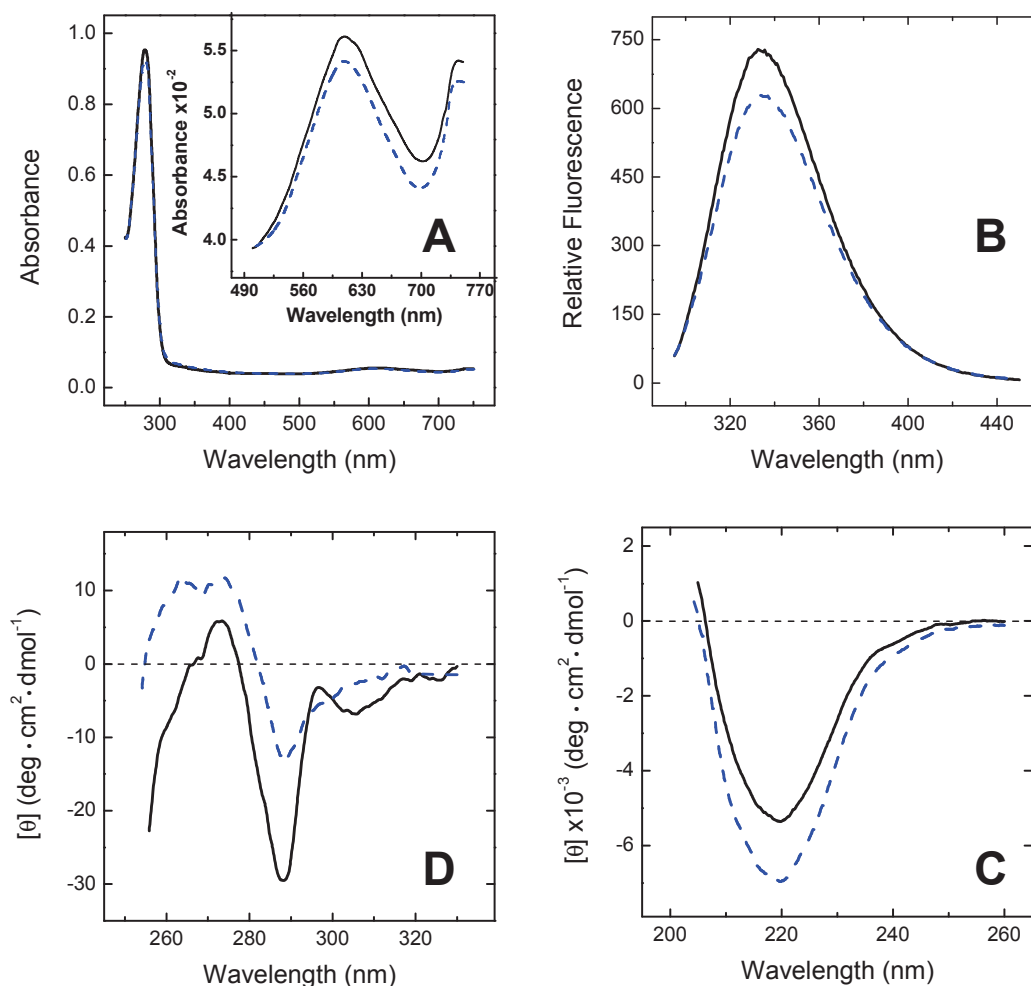 1.0
0.8
0.6
0.4
0.2
0.0
Absorbance
300 400 500 600 700
Wavelength (nm)
5.5
5.0
4.5
4.0
Absorbance x10-2
490 560 630 700 770
Wavelength (nm)
A
750
600
450
300
150
0
Relative Fluorescence
320 360 400 440
Wavelength (nm)
B
10
0
-10
-20
-30
[θ] (deg · cm2 · dmol-1)
260 280 300 320
Wavelength (nm)
D
2
0
-2
-4
-6
[θ] x10-3 (deg · cm2 · dmol-1)
200 220 240 260
Wavelength (nm)
C